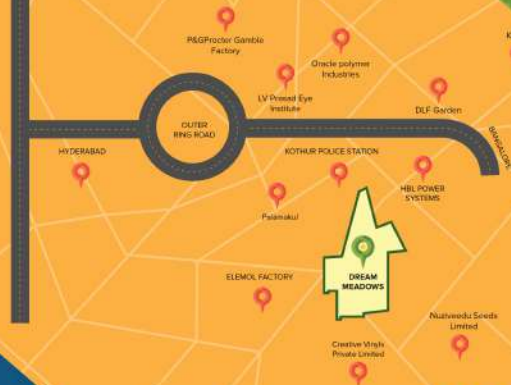 P&GProcter Gamble
Factory
Oracle polymer
Industries
LV Prasad Eye
Institute
DLF Garden
OUTER
RING ROAD
BANGALORE
HYDERABAD
KOTHUR POLICE STATION
HBL POWER
SYSTEMS
Palamakul
ELEMOL FACTORY
DREAM
MEADOWS
Nuziveedu Seeds
Limited
Creative Vinyls
Private Limited